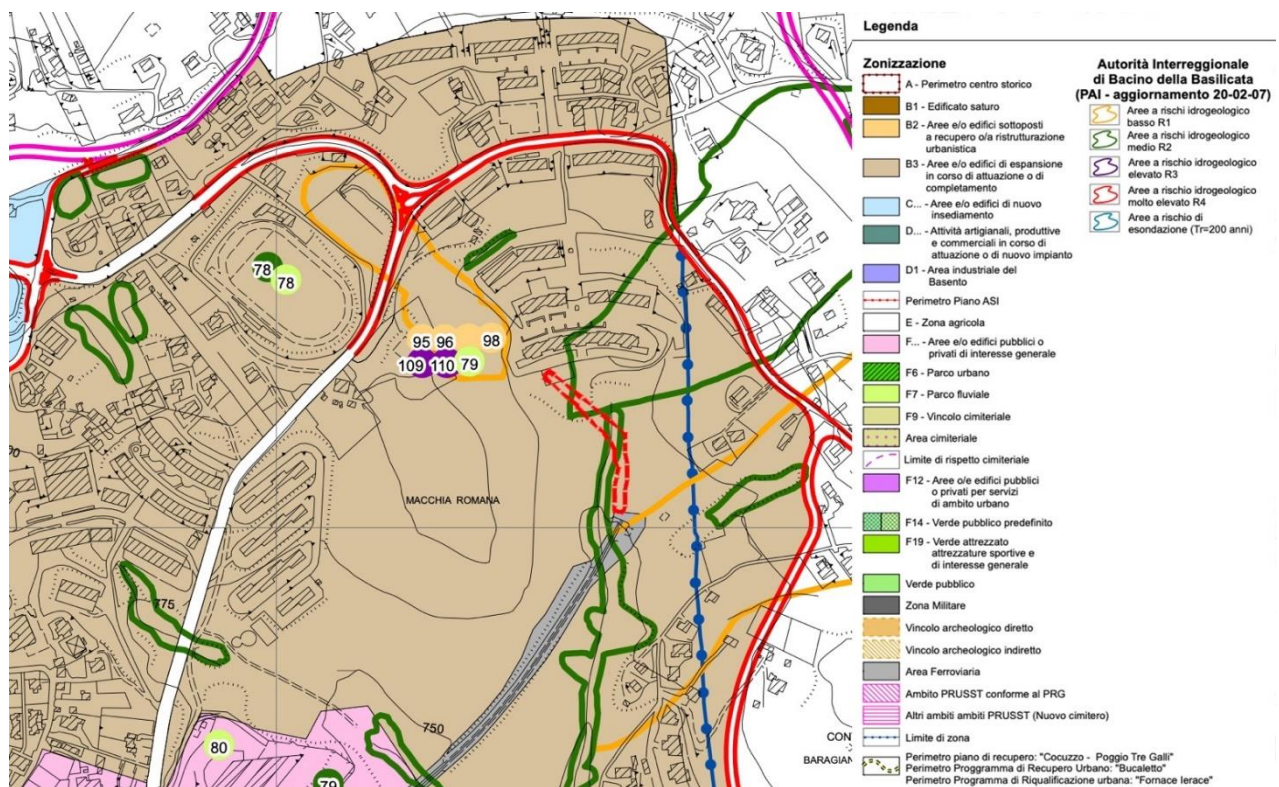 78
78
95
96
98
109
110
79
MACCHIA ROMANA
775
750
80
79
CON
BARAGIAN
Legenda
Zonizzazione
A - Perimetro centro storico
B1 - Edificato saturo
B2 - Aree e/o edifici sottoposti
a recupero o/a ristrutturazione
urbanistica
B3 - Aree e/o edifici di espansione
in corso di attuazione o di
completamento
C... - Aree e/o edifici di nuovo
insediamento
D... - Attività artigianali, produttive
e commerciali in corso di
attuazione o di nuovo impianto
D1 - Area industriale del
Basento
Perimetro Piano ASI
E - Zona agricola
F... - Aree e/o edifici pubblici o
privati di interesse generale
F6 - Parco urbano
F7 - Parco fluviale
F9 - Vincolo cimiteriale
Area cimiteriale
Limite di rispetto cimiteriale
F12 - Aree o/e edifici pubblici
o privati per servizi
di ambito urbano
F14 - Verde pubblico predefinito
F19 - Verde attrezzato
attrezzature sportive e
di interesse generale
Verde pubblico
Zona Militare
Vincolo archeologico diretto
Vincolo archeologico indiretto
Area Ferroviaria
Ambito PRUSST conforme al PRG
Altri ambiti ambiti PRUSST (Nuovo cimitero)
Limite di zona
Perimetro piano di recupero: "Cocuzzo - Poggio Tre Galli"
Perimetro Proggramma di Recupero Urbano: "Bucaletto"
Perimetro Programma di Riqualificazione urbana: "Fornace Ierace"
Autorità Interregionale
di Bacino della Basilicata
(PAI - aggiornamento 20-02-07)
Aree a rischi idrogeologico
basso R1
Aree a rischi idrogeologico
medio R2
Aree a rischio idrogeologico
elevato R3
Aree a rischio idrogeologico
molto elevato R4
Aree a rischio di
esondazione (Tr=200 anni)